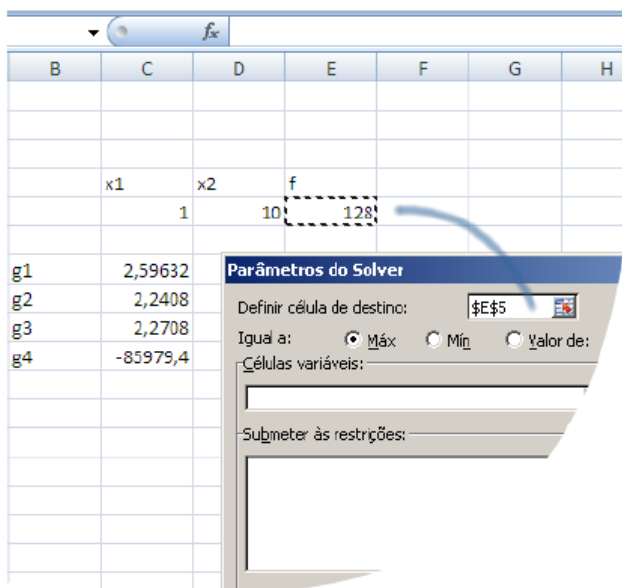 fx
B C D E F G H
x1 x2 f
1 10 128
g1 2,59632
g2 2,2408
g3 2,2708
g4 -85979,4
Parâmetros do Solver
Definir célula de destino: $E$5
Igual a: Máx Mín Valor de:
Células variáveis:
Submeter às restrições: